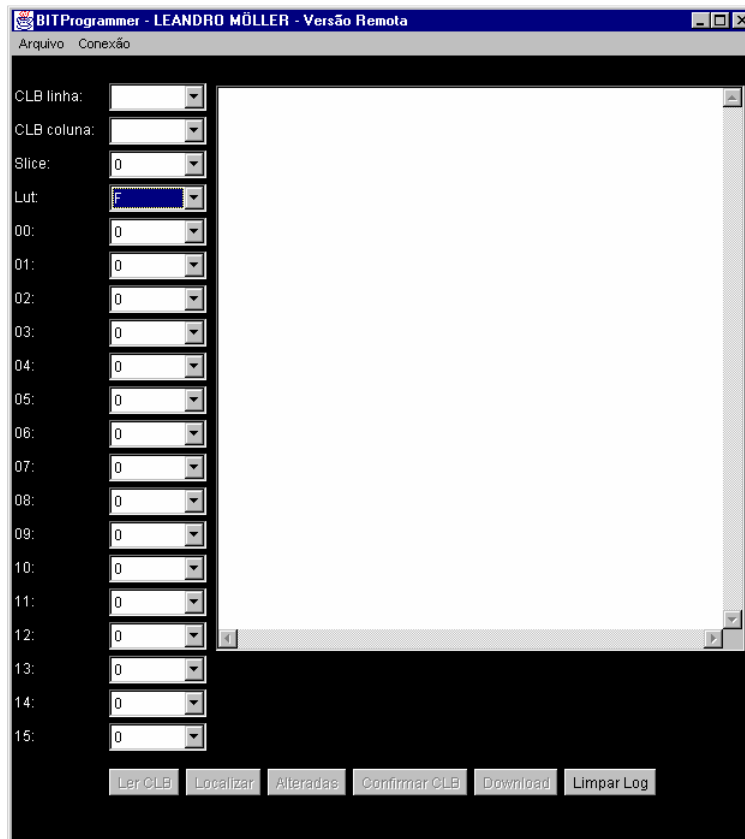 BITProgrammer - LEANDRO MÖLLER - Versão Remota
Arquivo Conexão
CLB linha:
CLB coluna:
Slice: 0
Lut: F
00: 0
01: 0
02: 0
03: 0
04: 0
05: 0
06: 0
07: 0
08: 0
09: 0
10: 0
11: 0
12: 0
13: 0
14: 0
15: 0
Ler CLB Localizar Alteradas Confirmar CLB Download Limpar Log